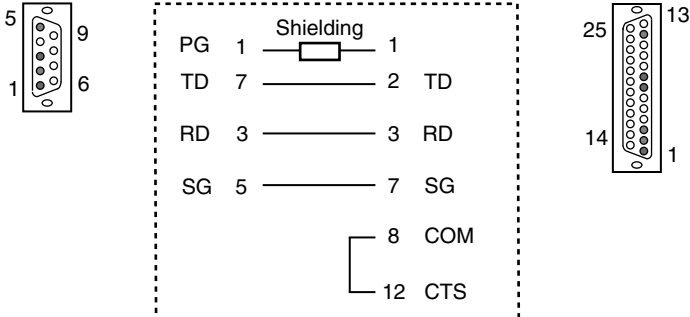 5 9
1 6
Shielding
PG 1 1
TD 7 2 TD
RD 3 3 RD
SG 5 7 SG
8 COM
12 CTS
25 13
14 1